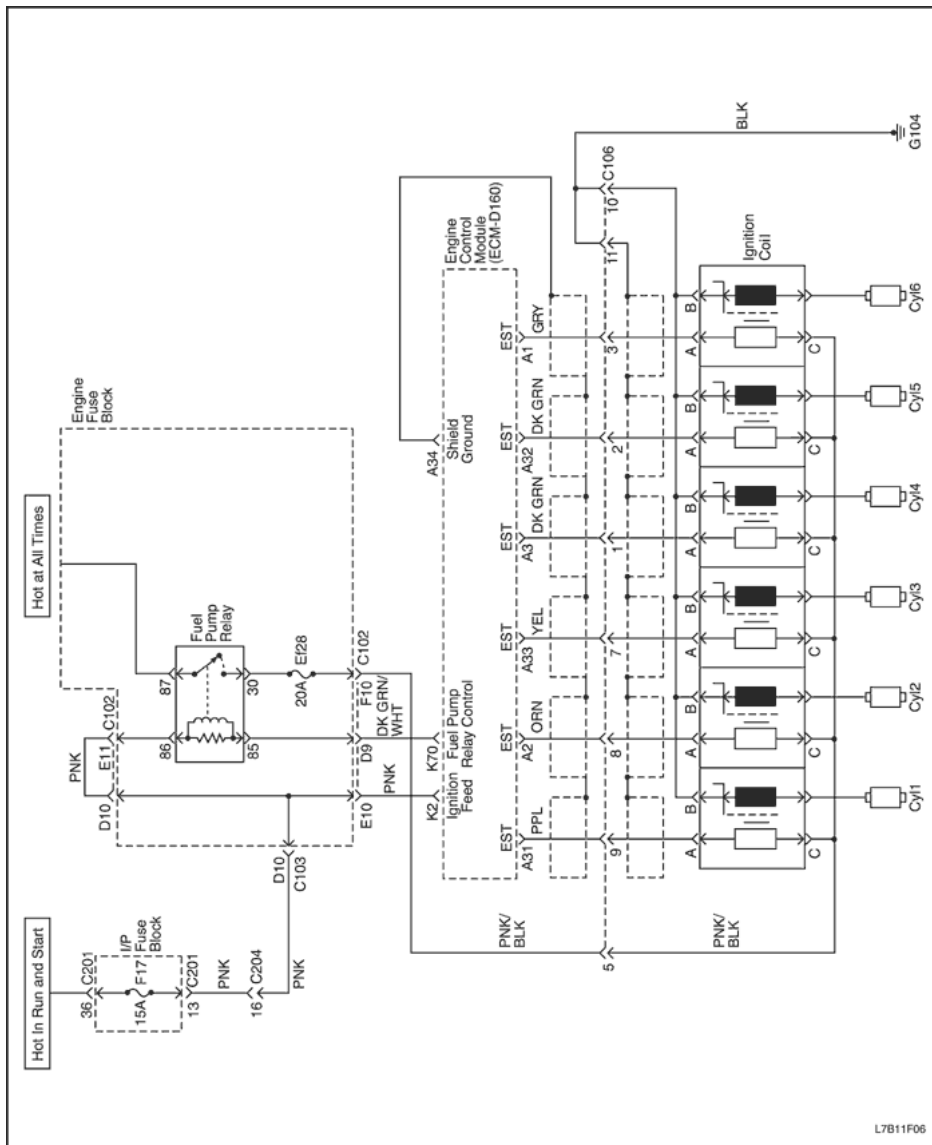 Hot In Run and Start
Hot at All Times
36
C201
I/P
Fuse
Block
15A
F17
13
C201
PNK
16
C204
PNK
D10
C103
Engine
Fuse
Block
PNK
D10
E11
C102
Fuel
Pump
Relay
86
87
85
30
20A
Ef28
E10
D9
F10
C102
PNK
DK GRN/
WHT
K2
K70
A34
Ignition
Feed
Fuel Pump
Relay Control
Shield
Ground
Engine
Control
Module
(ECM-D160)
EST
EST
EST
EST
EST
EST
A31
PPL
A2
ORN
A33
YEL
A3
DK GRN
A32
DK GRN
A1
GRY
PNK/
BLK
5
9
8
7
1
2
3
11
10
C106
BLK
G104
PNK/
BLK
Ignition
Coil
A
B
A
B
A
B
A
B
A
B
A
B
C
C
C
C
C
C
Cyl1
Cyl2
Cyl3
Cyl4
Cyl5
Cyl6
L7B11F06